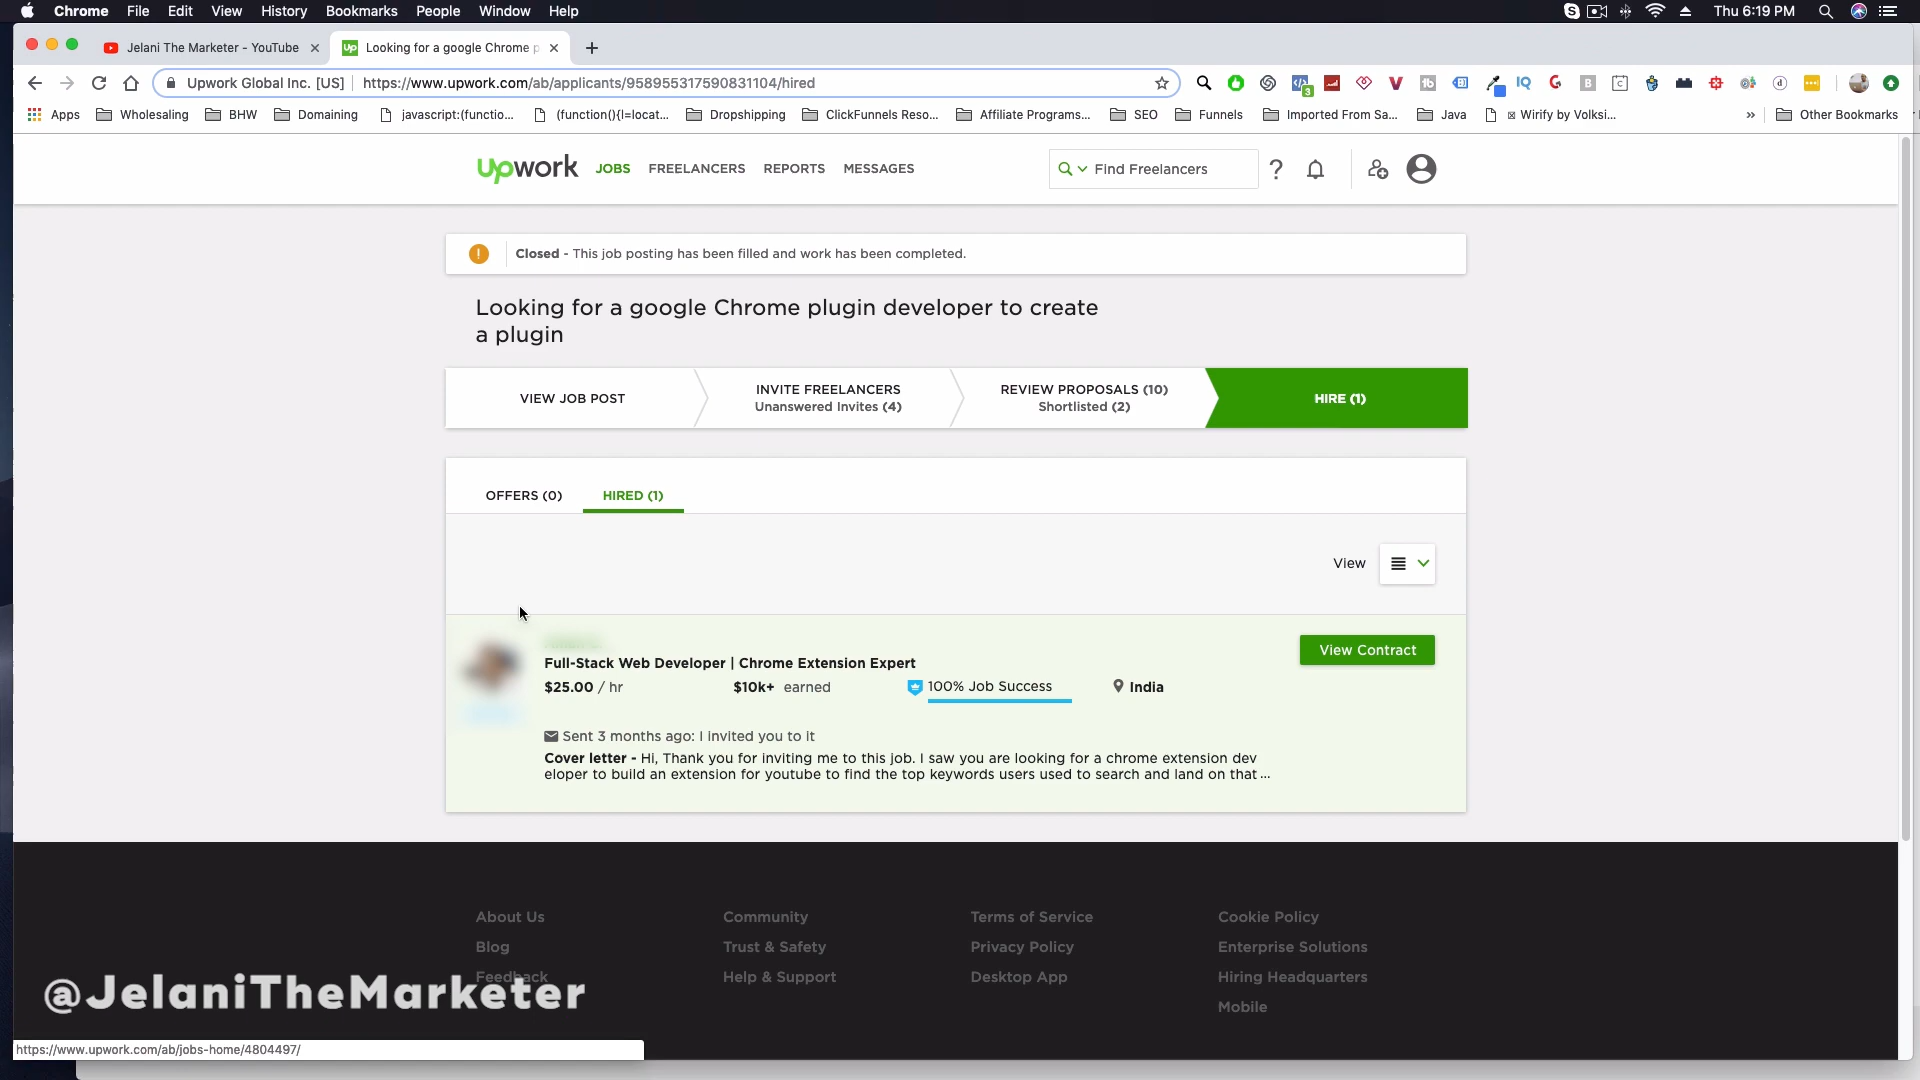 Chrome File Edit View History Bookmarks People Window Help Thu 6:19 PM
Jelani The Marketer - YouTube Looking for a google Chrome p
Upwork Global Inc. [US] https://www.upwork.com/ab/applicants/958955317590831104/hired
Apps Wholesaling BHW Domaining javascript:(functio... (function(){l=locat... Dropshipping ClickFunnels Reso... Affiliate Programs... SEO Funnels Imported From Sa... Java Wirify by Volksi... » Other Bookmarks
upwork JOBS FREELANCERS REPORTS MESSAGES Find Freelancers ?
Closed - This job posting has been filled and work has been completed.
Looking for a google Chrome plugin developer to create
a plugin
VIEW JOB POST
INVITE FREELANCERS
Unanswered Invites (4)
REVIEW PROPOSALS (10)
Shortlisted (2)
HIRE (1)
OFFERS (0) HIRED (1)
View
Full-Stack Web Developer | Chrome Extension Expert
View Contract
$25.00 / hr $10k+ earned 100% Job Success India
Sent 3 months ago: I invited you to it
Cover letter - Hi, Thank you for inviting me to this job. I saw you are looking for a chrome extension dev
eloper to build an extension for youtube to find the top keywords users used to search and land on that ...
About Us Community Terms of Service Cookie Policy
Blog Trust & Safety Privacy Policy Enterprise Solutions
Feedback Help & Support Desktop App Hiring Headquarters
Mobile
@JelaniTheMarketer
https://www.upwork.com/ab/jobs-home/4804497/